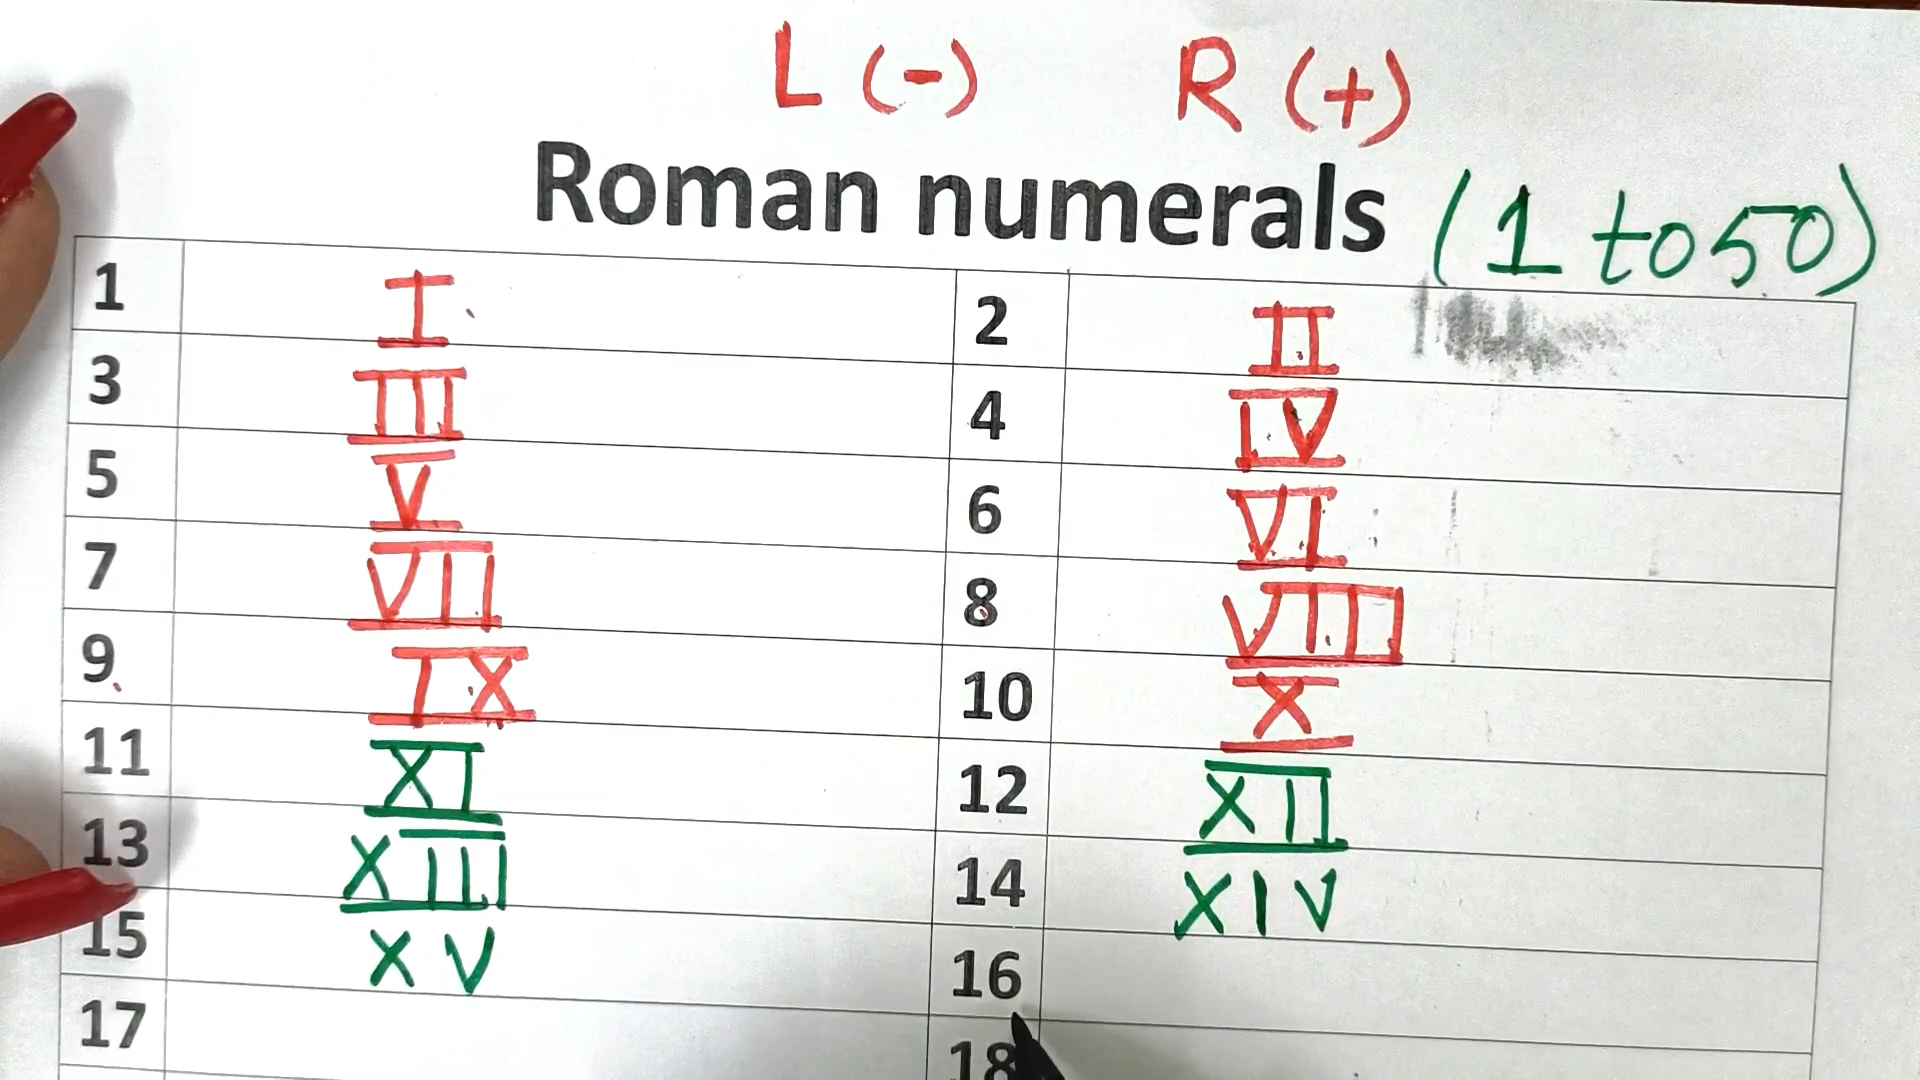 L (-) R (+)
Roman numerals (1 to 50)
1 I 2 II
3 III 4 IV
5 V 6 VI
7 VII 8 VIII
9 IX 10 X
11 XI 12 XII
13 XIII 14 XIV
15 XV 16
17 18